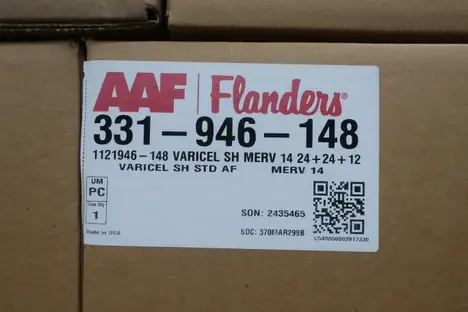 AAF | Flanders®
331-946-148
1121946-148 VARICEL SH MERV 14 24+24+12
VARICEL SH STD AF MERV 14
UM
PC
1
SON: 2435465
SOC: 370MAR299B
Made in USA